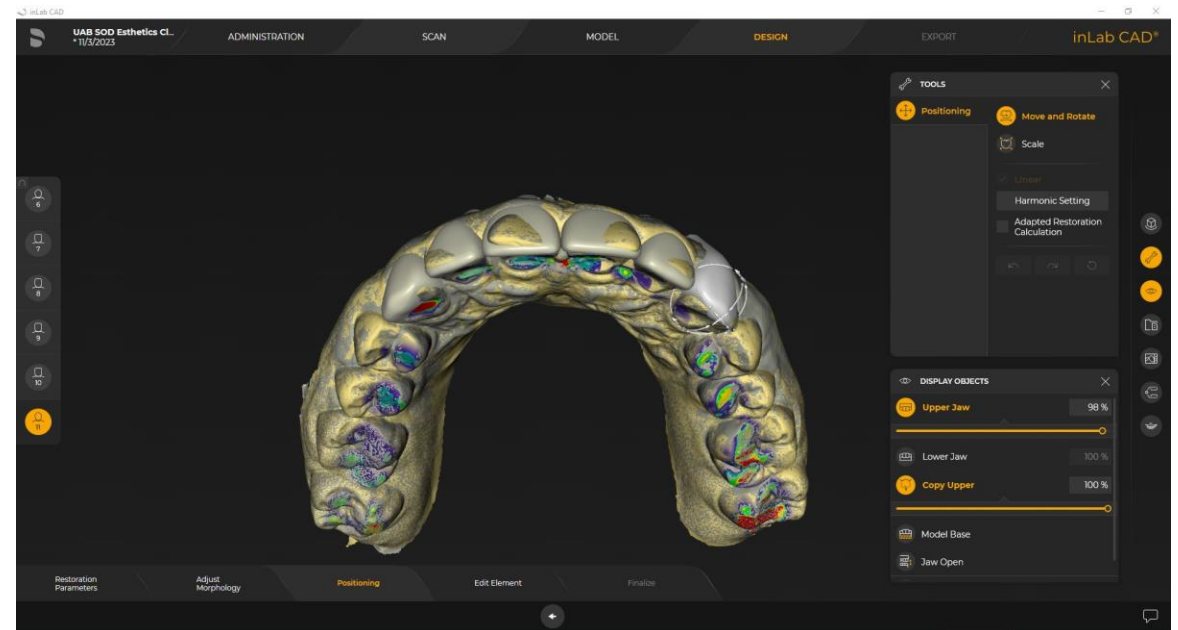 inLab CAD
UAB SOD Esthetics Cl...
* 11/3/2023
ADMINISTRATION
SCAN
MODEL
DESIGN
EXPORT
inLab CAD®
TOOLS
Positioning
Move and Rotate
Scale
Linear
Harmonic Setting
Adapted Restoration
Calculation
6
7
8
9
10
11
DISPLAY OBJECTS
Upper Jaw
98 %
Lower Jaw
100 %
Copy Upper
100 %
Model Base
Jaw Open
Restoration
Parameters
Adjust
Morphology
Positioning
Edit Element
Finalize